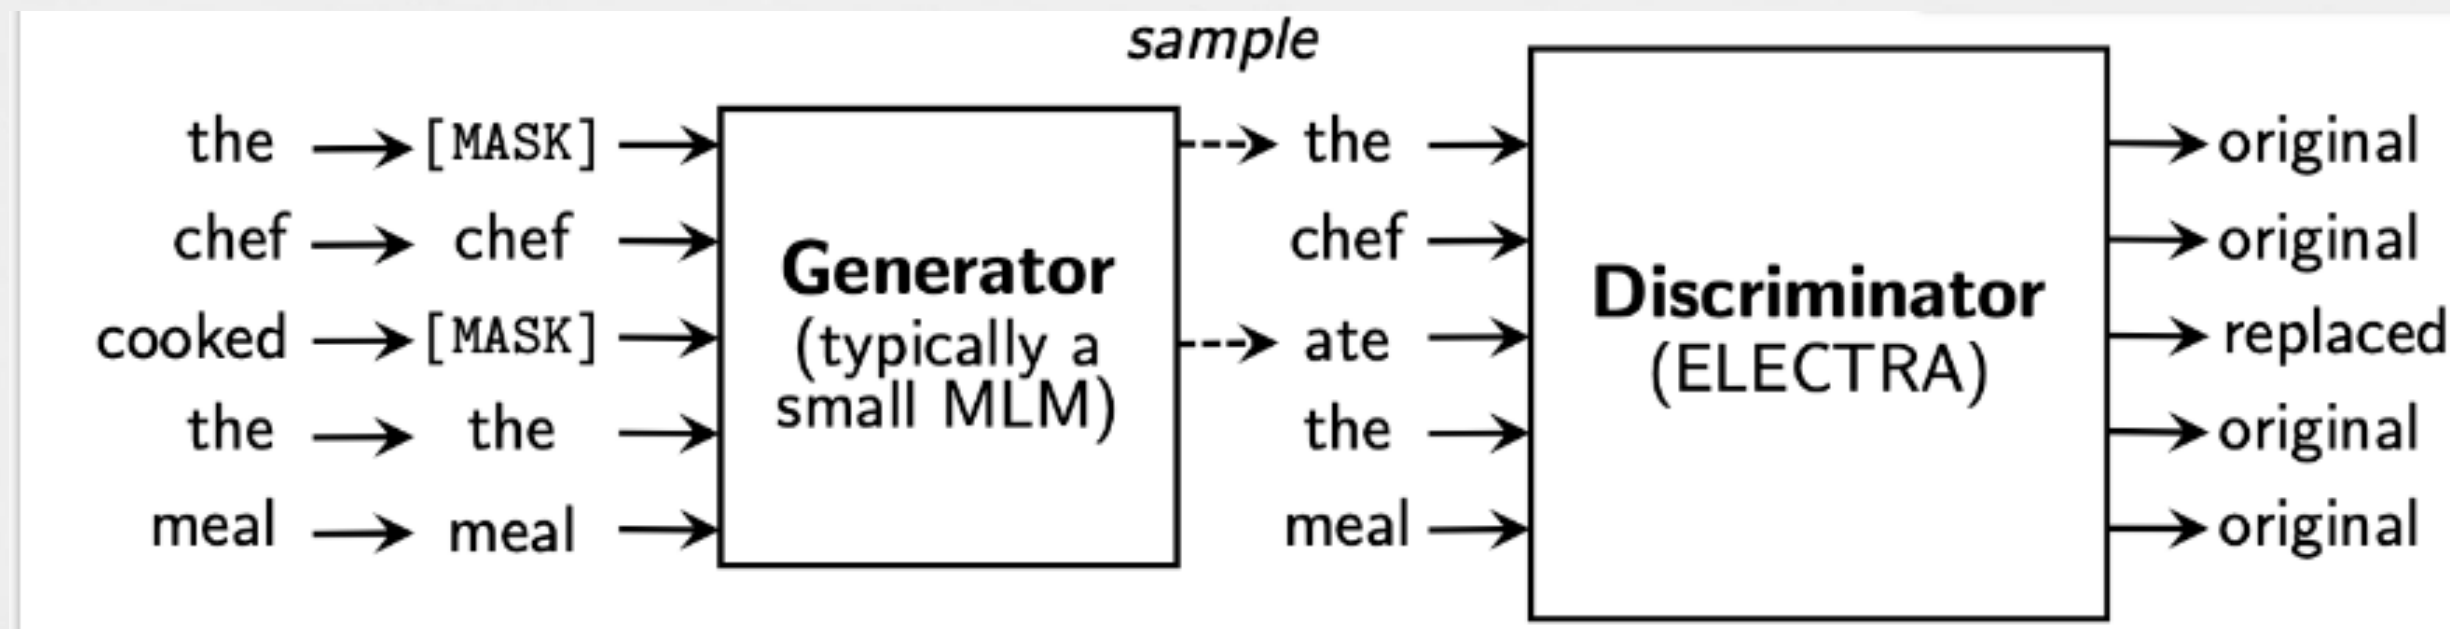 sample
the [MASK] the original
chef chef chef original
Generator
Discriminator
cooked [MASK] (typically a ate (ELECTRA) replaced
small MLM)
the the the original
meal meal meal original